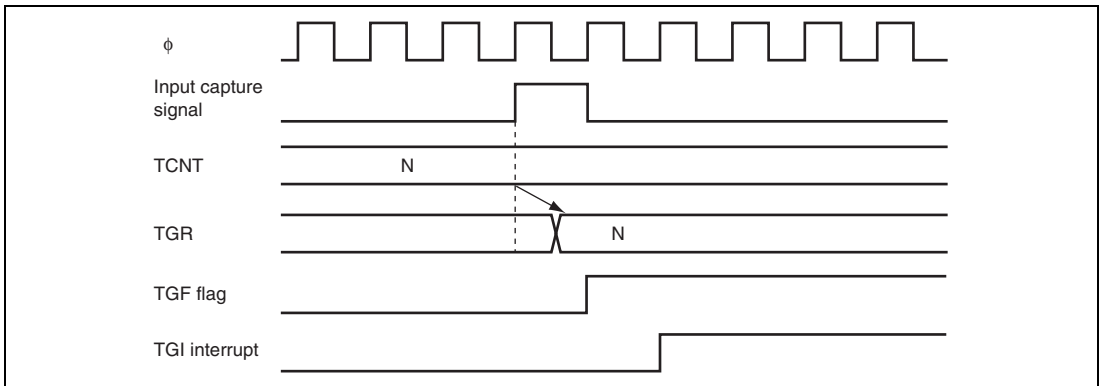 ϕ
Input capture
signal
TCNT
N
TGR
N
TGF flag
TGI interrupt